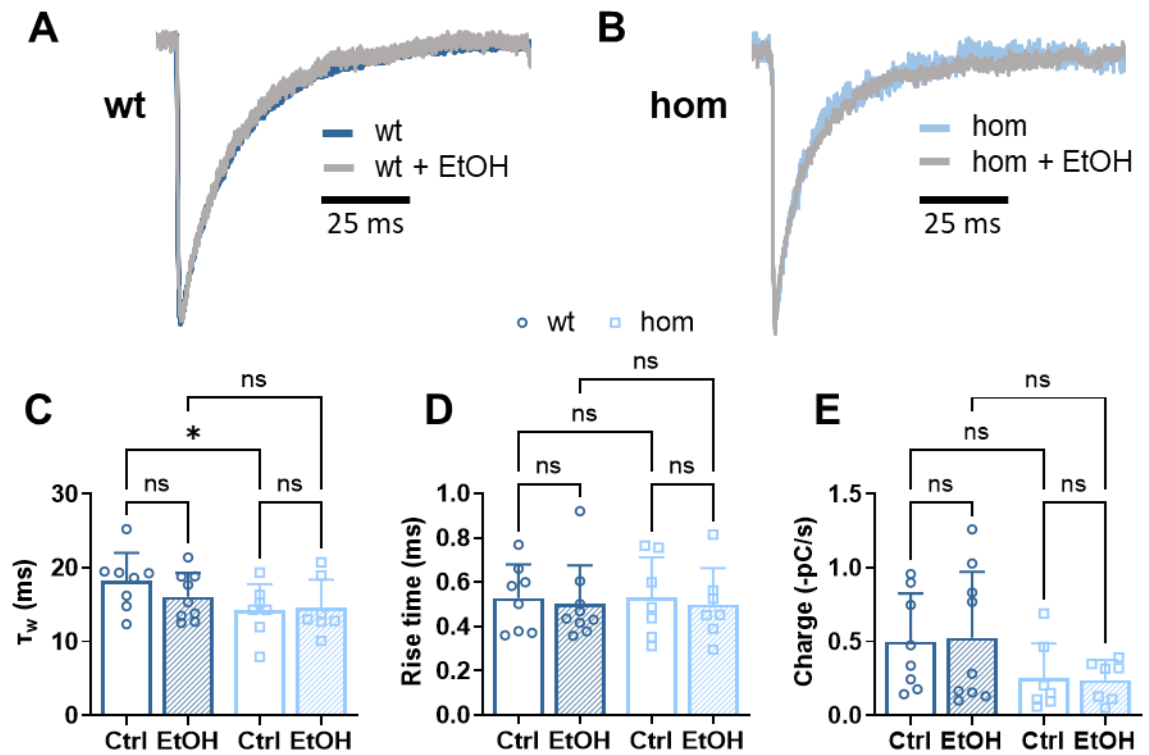 A
wt
wt
wt + EtOH
25 ms
B
hom
hom
hom + EtOH
25 ms
wt hom
C
ns
*
ns ns
30
20
10
0
τw (ms)
Ctrl EtOH Ctrl EtOH
D
ns
ns
ns ns
1.0
0.8
0.6
0.4
0.2
0.0
Rise time (ms)
Ctrl EtOH Ctrl EtOH
E
ns
ns
ns ns
1.5
1.0
0.5
0.0
Charge (-pC/s)
Ctrl EtOH Ctrl EtOH